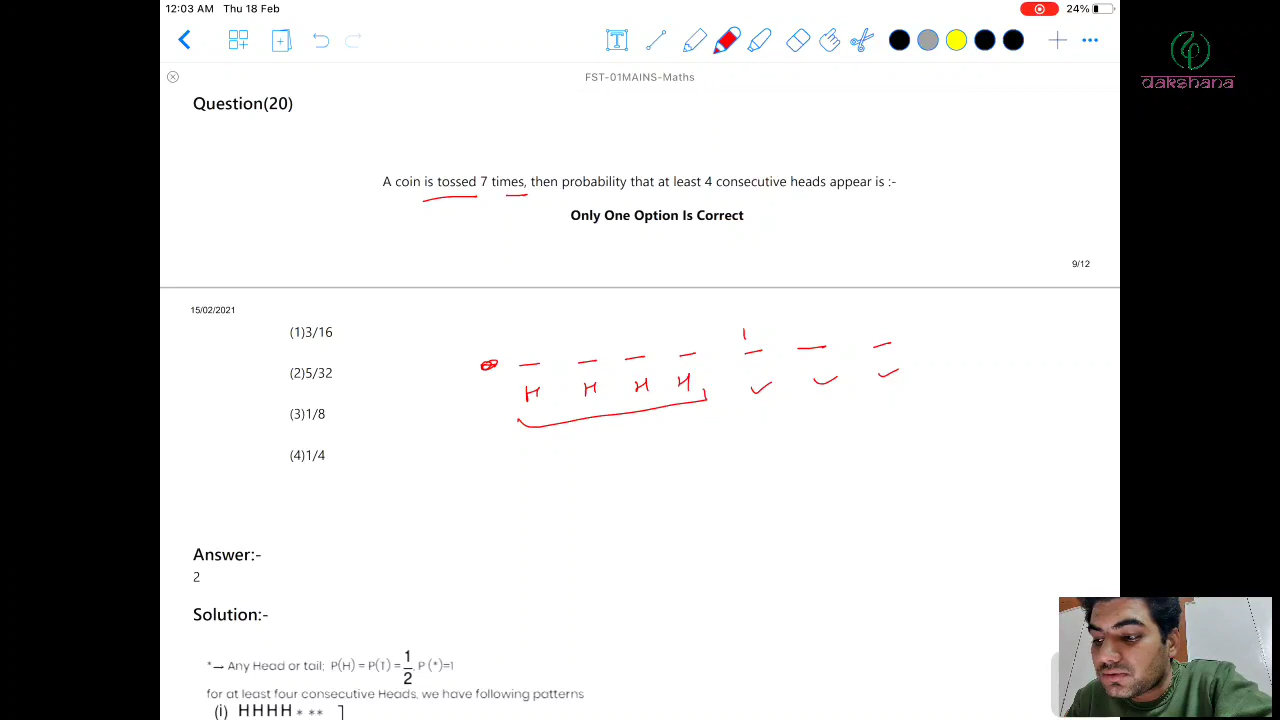 12:03 AM Thu 18 Feb
24%
FST-01MAINS-Maths
dakshana
Question(20)
A coin is tossed 7 times, then probability that at least 4 consecutive heads appear is :-
Only One Option Is Correct
9/12
15/02/2021
(1)3/16
(2)5/32
(3)1/8
(4)1/4
H H H H
Answer:-
2
Solution:-
*→ Any Head or tail; P(H) = P(T) = 1/2, P (*)=1
for at least four consecutive Heads, we have following patterns
(i) H H H H * * *